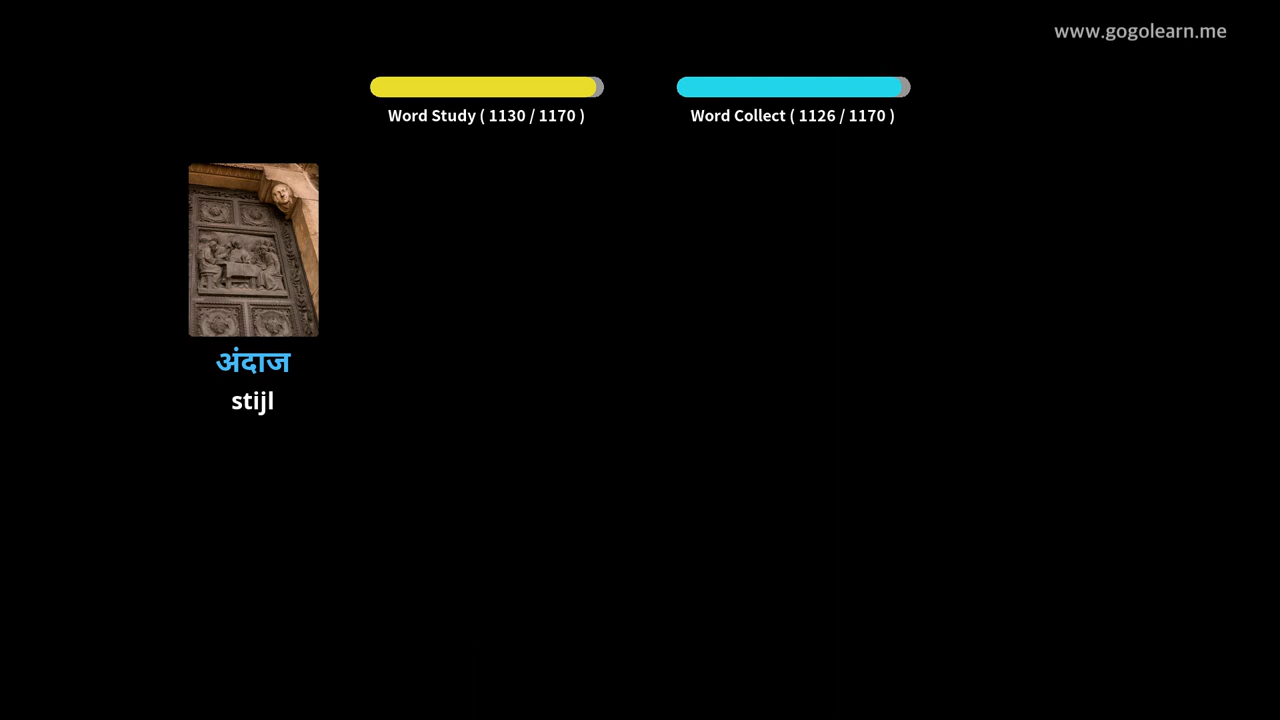 www.gogolearn.me
Word Study ( 1130 / 1170 )
Word Collect ( 1126 / 1170 )
अंदाज
stijl